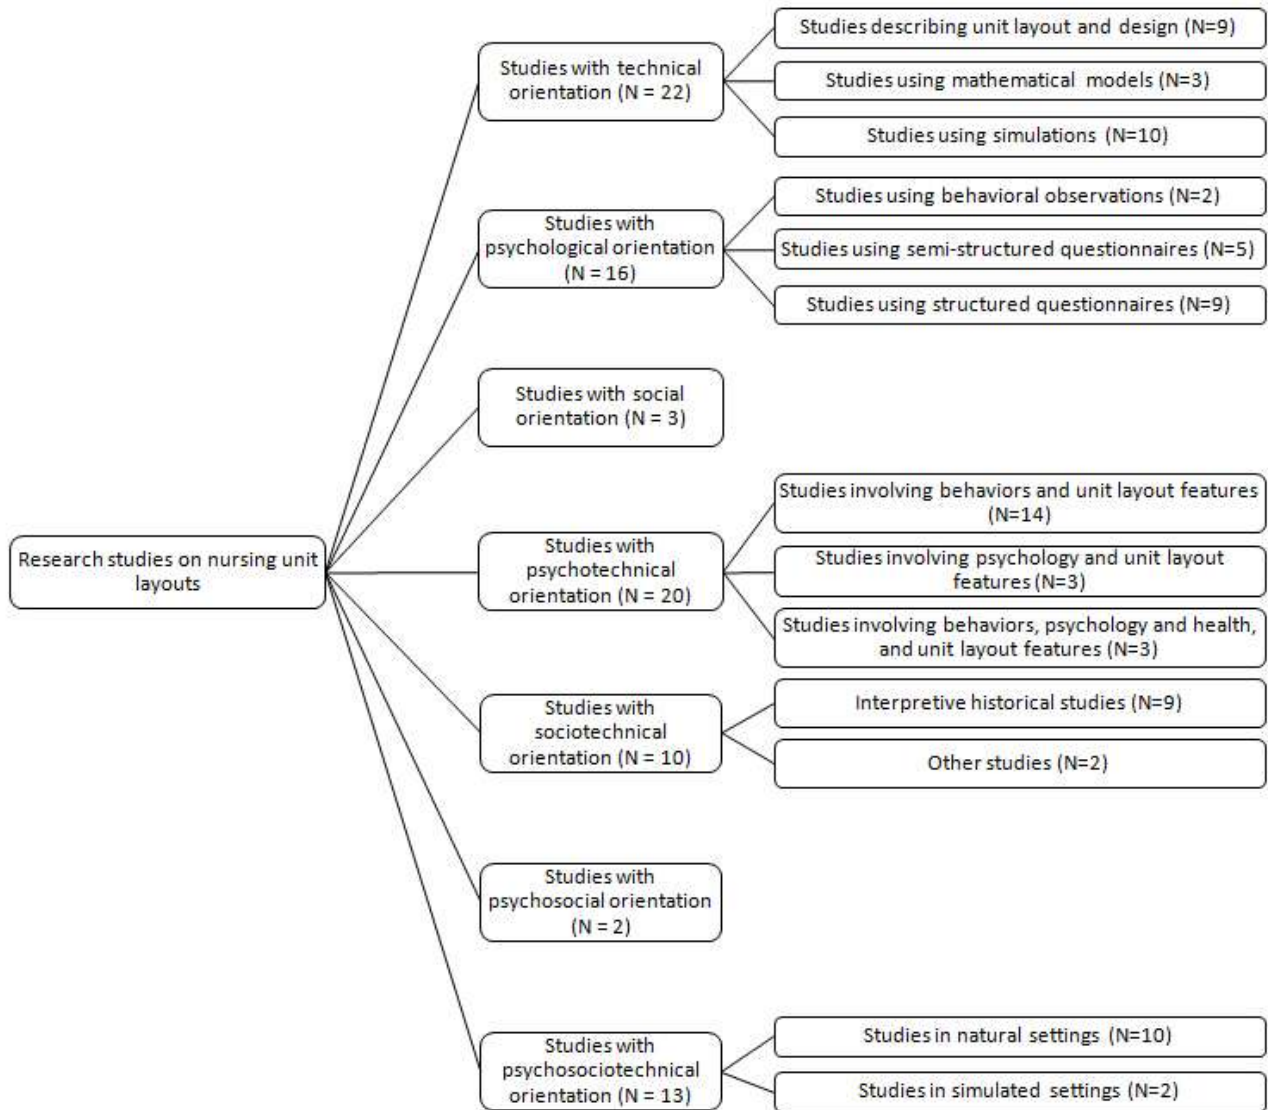 Research studies on nursing unit
layouts
Studies with technical
orientation (N = 22)
Studies describing unit layout and design (N=9)
Studies using mathematical models (N=3)
Studies using simulations (N=10)
Studies with
psychological orientation
(N = 16)
Studies using behavioral observations (N=2)
Studies using semi-structured questionnaires (N=5)
Studies using structured questionnaires (N=9)
Studies with social
orientation (N = 3)
Studies with
psychotechnical
orientation (N = 20)
Studies involving behaviors and unit layout features
(N=14)
Studies involving psychology and unit layout
features (N=3)
Studies involving behaviors, psychology and health,
and unit layout features (N=3)
Studies with
sociotechnical
orientation (N = 10)
Interpretive historical studies (N=9)
Other studies (N=2)
Studies with
psychosocial orientation
(N = 2)
Studies with
psychosociotechnical
orientation (N = 13)
Studies in natural settings (N=10)
Studies in simulated settings (N=2)